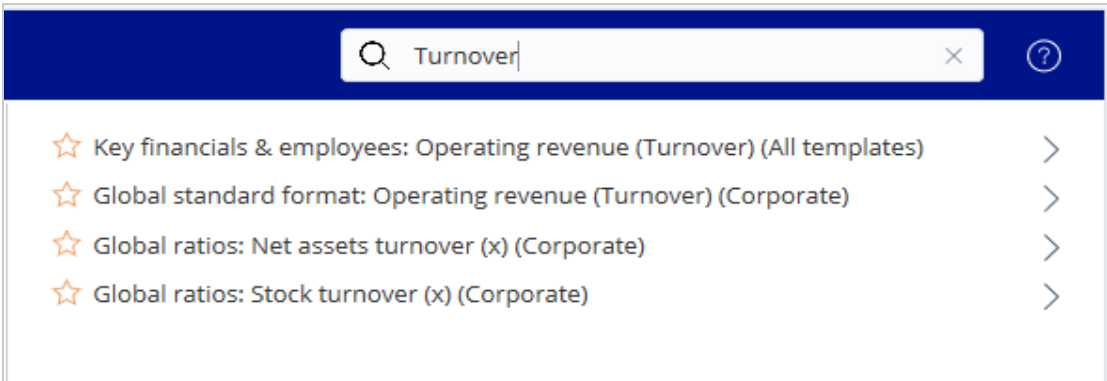 Turnover
Key financials & employees: Operating revenue (Turnover) (All templates)
Global standard format: Operating revenue (Turnover) (Corporate)
Global ratios: Net assets turnover (x) (Corporate)
Global ratios: Stock turnover (x) (Corporate)